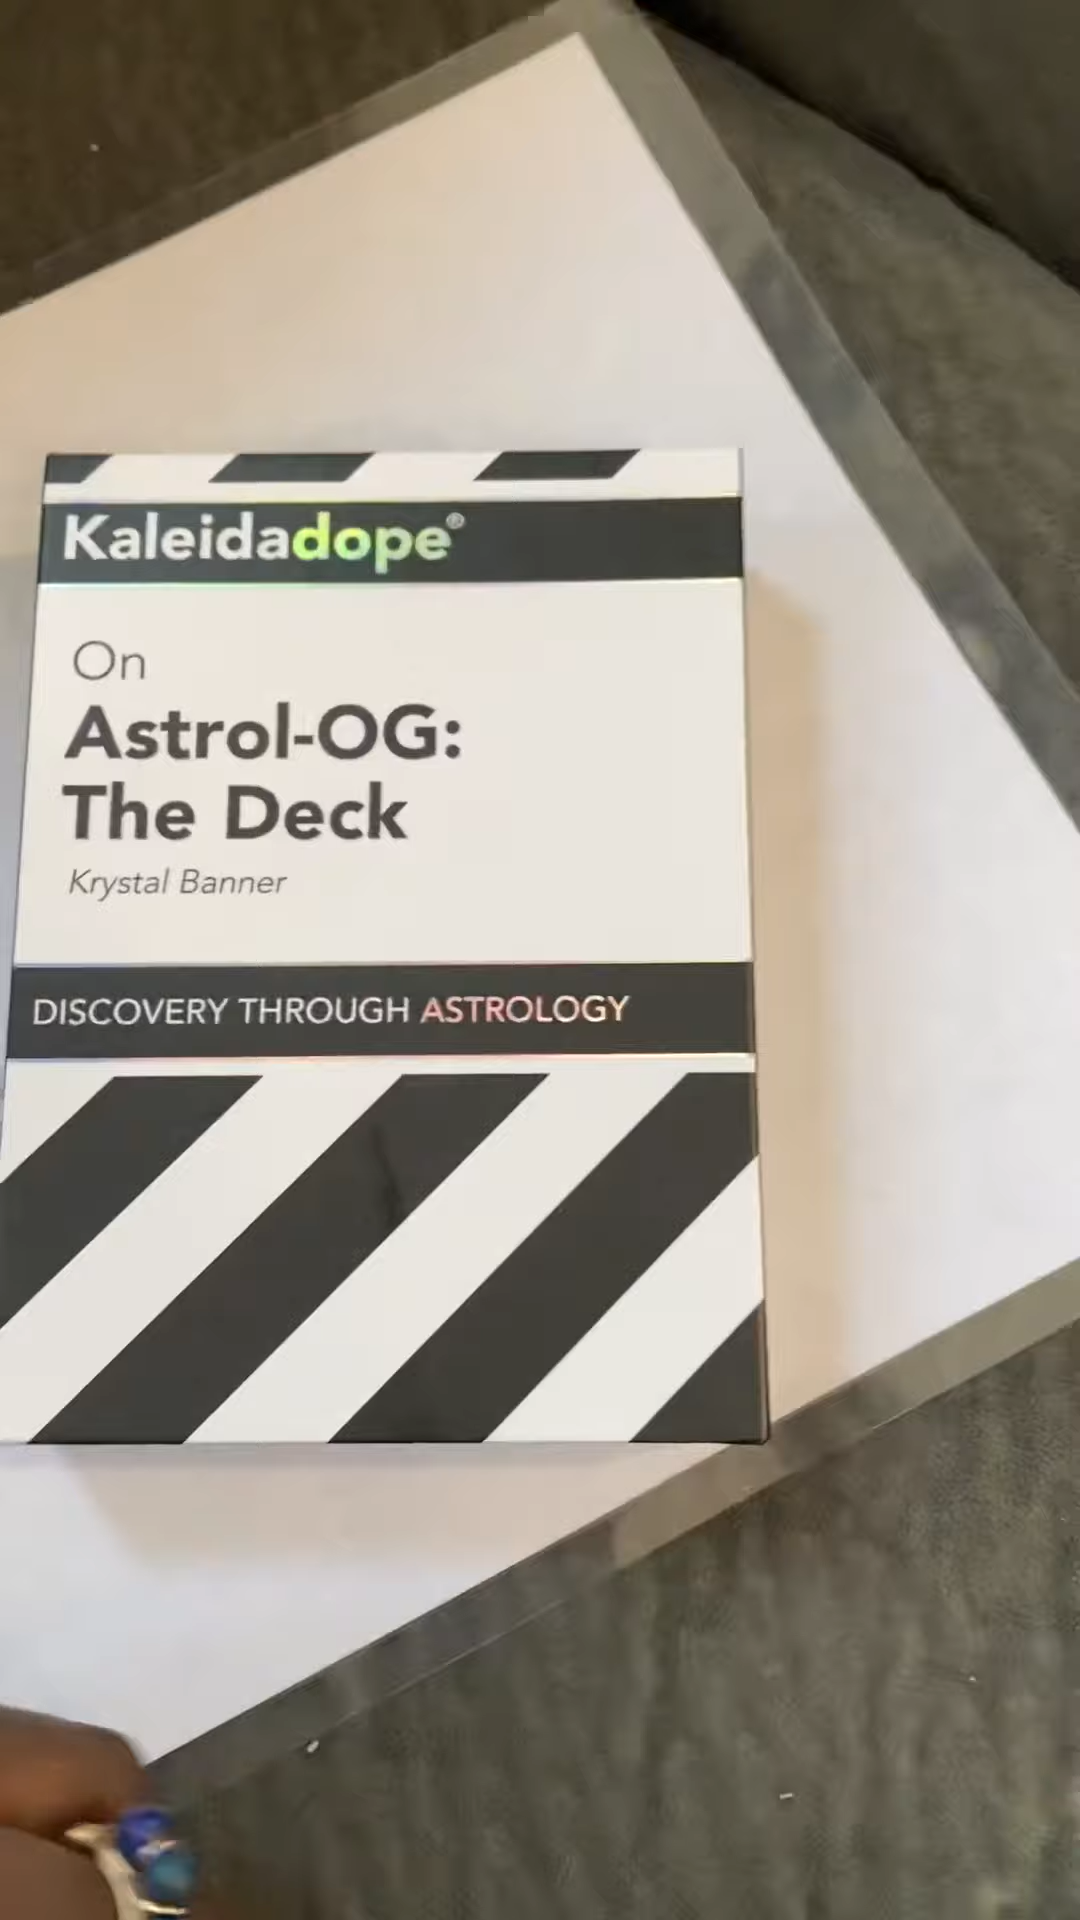 Kaleidadope®
On
Astrol-OG:
The Deck
Krystal Banner
DISCOVERY THROUGH ASTROLOGY